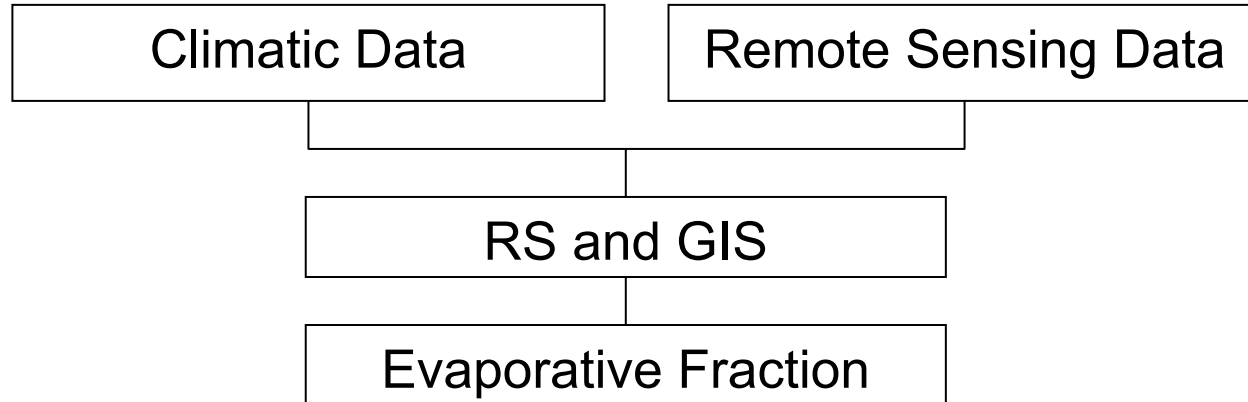 Climatic Data
Remote Sensing Data
RS and GIS
Evaporative Fraction